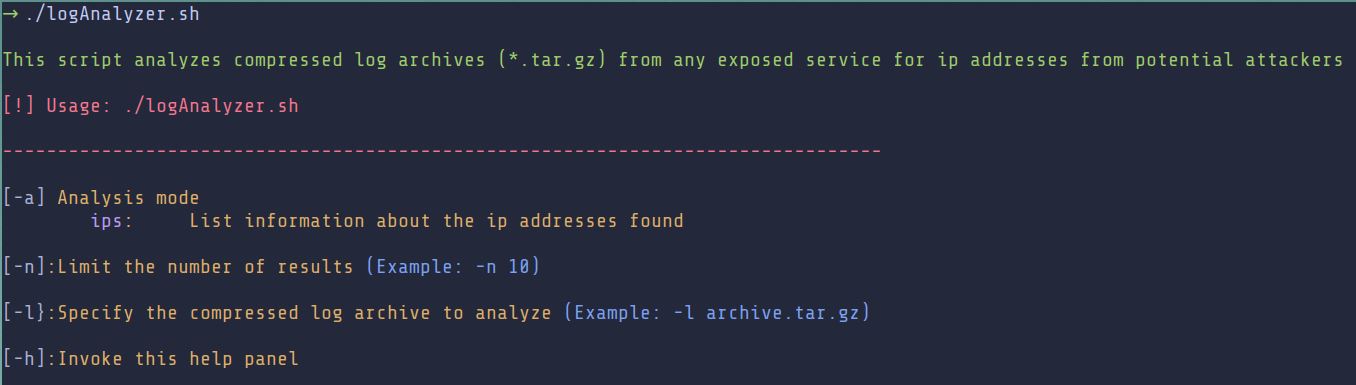 → ./logAnalyzer.sh
This script analyzes compressed log archives (*.tar.gz) from any exposed service for ip addresses from potential attackers
[!] Usage: ./logAnalyzer.sh
--------------------------------------------------------------------------------
[-a] Analysis mode
ips: List information about the ip addresses found
[-n]:Limit the number of results (Example: -n 10)
[-l}:Specify the compressed log archive to analyze (Example: -l archive.tar.gz)
[-h]:Invoke this help panel